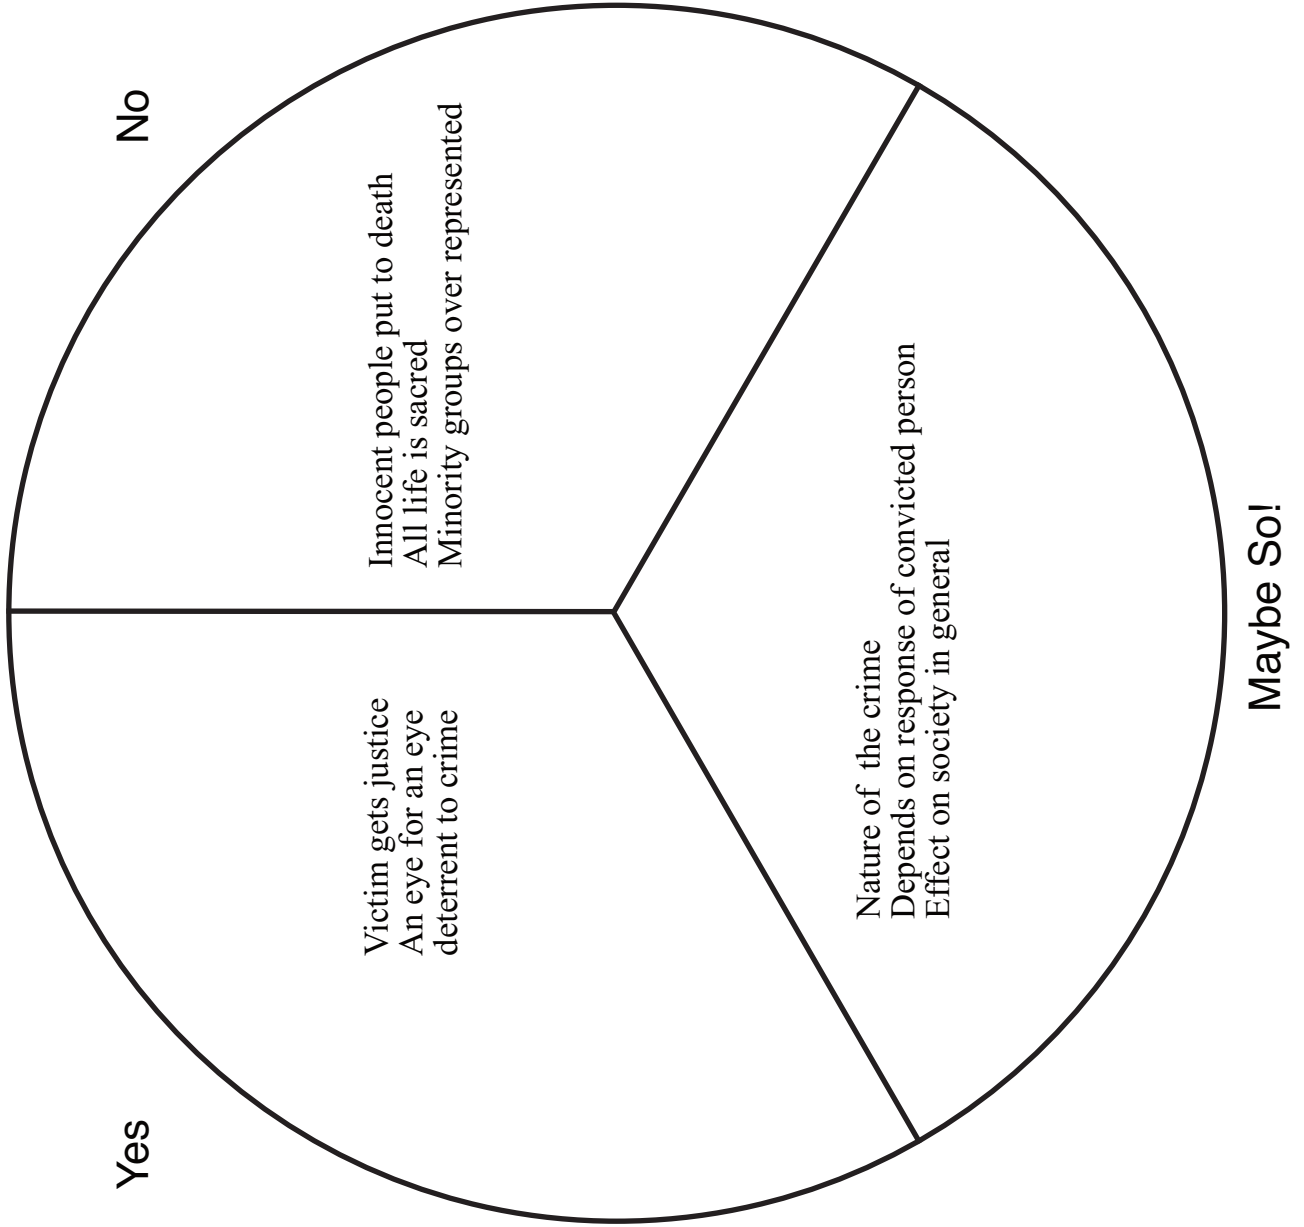 Yes
No
Victim gets justice
An eye for an eye
deterrent to crime
Innocent people put to death
All life is sacred
Minority groups over represented
Nature of  the crime
Depends on response of convicted person
Effect on society in general
Maybe So!